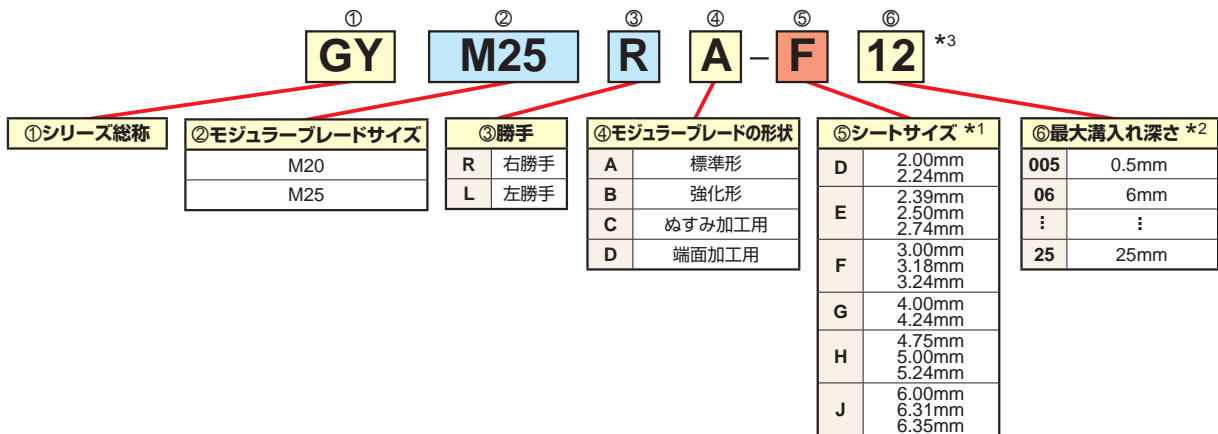 ① ② ③ ④ ⑤ ⑥
GY M25 R A – F 12 *3
①シリーズ総称
②モジュラーブレードサイズ
M20
M25
③勝手
R 右勝手
L 左勝手
④モジュラーブレードの形状
A 標準形
B 強化形
C ぬすみ加工用
D 端面加工用
⑤シートサイズ *1
D 2.00mm
2.24mm
E 2.39mm
2.50mm
2.74mm
F 3.00mm
3.18mm
3.24mm
G 4.00mm
4.24mm
H 4.75mm
5.00mm
5.24mm
J 6.00mm
6.31mm
6.35mm
⑥最大溝入れ深さ *2
005 0.5mm
06 6mm
⋮ ⋮
25 25mm